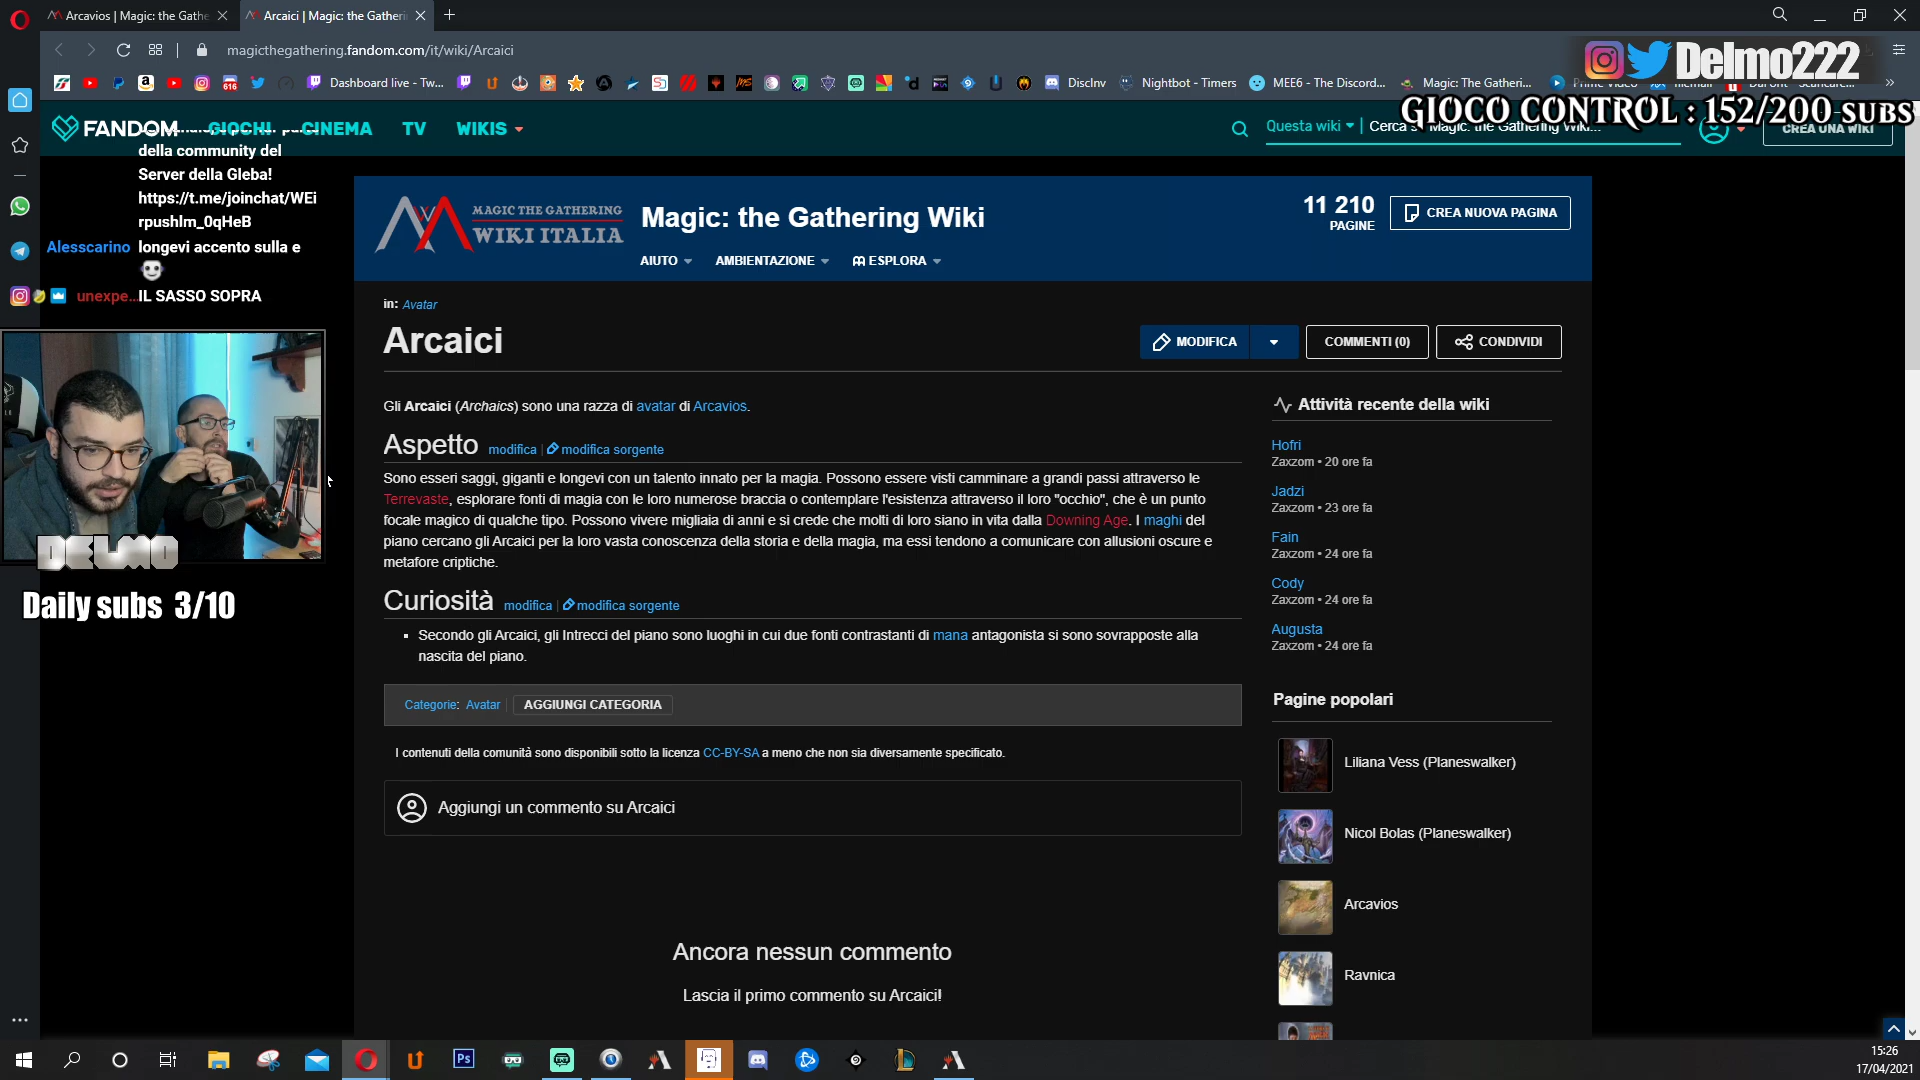 Arcavios | Magic: the Gathe
Arcaici | Magic: the Gatheri
magicthegathering.fandom.com/it/wiki/Arcaici
Delmo222
616
Dashboard live - Tw...
DiscInv
Nightbot - Timers
MEE6 - The Discord...
Magic: The Gatheri...
GIOCO CONTROL : 152/200 SUBS
FANDOM
GIOCHI
CINEMA
TV
WIKIS
Questa wiki
CREA UNA WIKI
della community del
Server della Gleba!
https://t.me/joinchat/WEi
rpushIm_0qHeB
Alesscarino longevi accento sulla e
unexpe... IL SASSO SOPRA
MAGIC THE GATHERING
WIKI ITALIA
Magic: the Gathering Wiki
11 210
PAGINE
CREA NUOVA PAGINA
AIUTO
AMBIENTAZIONE
ESPLORA
in: Avatar
Arcaici
MODIFICA
COMMENTI (0)
CONDIVIDI
Gli Arcaici (Archaics) sono una razza di avatar di Arcavios.
Aspetto modifica | modifica sorgente
Sono esseri saggi, giganti e longevi con un talento innato per la magia. Possono essere visti camminare a grandi passi attraverso le
Terrevaste, esplorare fonti di magia con le loro numerose braccia o contemplare l'esistenza attraverso il loro "occhio", che è un punto
focale magico di qualche tipo. Possono vivere migliaia di anni e si crede che molti di loro siano in vita dalla Downing Age. I maghi del
piano cercano gli Arcaici per la loro vasta conoscenza della storia e della magia, ma essi tendono a comunicare con allusioni oscure e
metafore criptiche.
Curiosità modifica | modifica sorgente
Secondo gli Arcaici, gli Intrecci del piano sono luoghi in cui due fonti contrastanti di mana antagonista si sono sovrapposte alla
nascita del piano.
Categorie: Avatar
AGGIUNGI CATEGORIA
I contenuti della comunità sono disponibili sotto la licenza CC-BY-SA a meno che non sia diversamente specificato.
Aggiungi un commento su Arcaici
Ancora nessun commento
Lascia il primo commento su Arcaici!
Attività recente della wiki
Hofri
Zaxzom • 20 ore fa
Jadzi
Zaxzom • 23 ore fa
Fain
Zaxzom • 24 ore fa
Cody
Zaxzom • 24 ore fa
Augusta
Zaxzom • 24 ore fa
Pagine popolari
Liliana Vess (Planeswalker)
Nicol Bolas (Planeswalker)
Arcavios
Ravnica
DELMO
Daily subs 3/10
Ps
15:26
17/04/2021